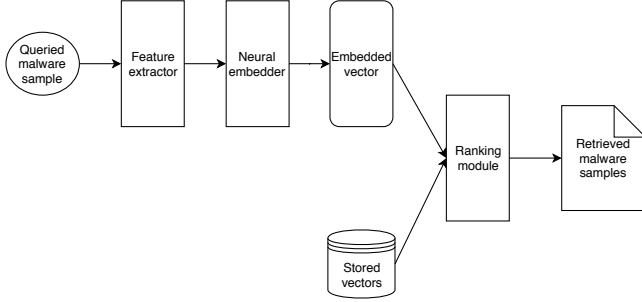 Queried
malware
sample
Feature
extractor
Neural
embedder
Embedded
vector
Ranking
module
Retrieved
malware
samples
Stored
vectors